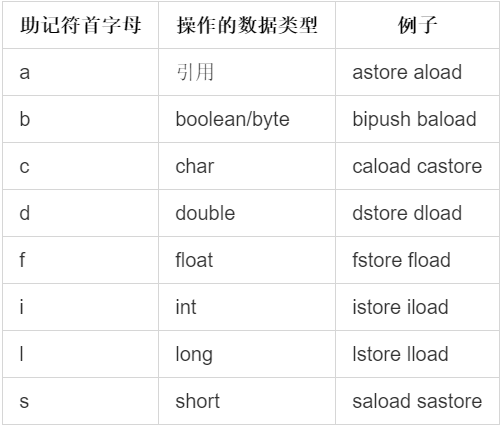 助记符首字母 操作的数据类型 例子
a 引用 astore aload
b boolean/byte bipush baload
c char caload castore
d double dstore dload
f float fstore fload
i int istore iload
l long lstore lload
s short saload sastore